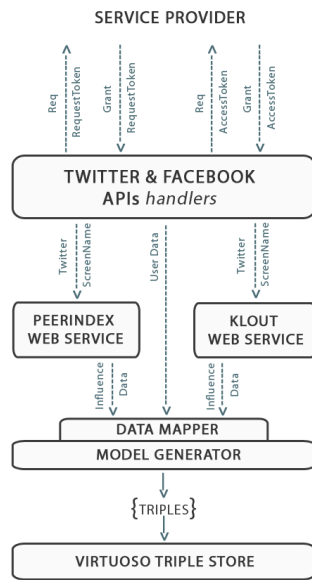 SERVICE PROVIDER
Req
RequestToken
Grant
RequestToken
Req
AccessToken
Grant
AccessToken
TWITTER & FACEBOOK
APIs handlers
Twitter
ScreenName
User Data
Twitter
ScreenName
PEERINDEX
WEB SERVICE
KLOUT
WEB SERVICE
Influence
Data
Influence
Data
DATA MAPPER
MODEL GENERATOR
{TRIPLES}
VIRTUOSO TRIPLE STORE